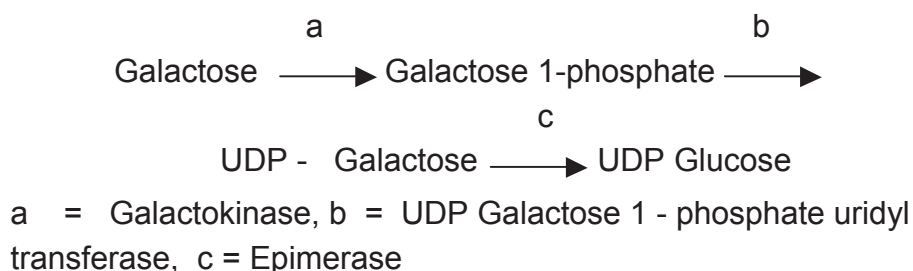 a b
Galactose Galactose 1-phosphate
c
UDP - Galactose UDP Glucose
a = Galactokinase, b = UDP Galactose 1 - phosphate uridyl
transferase, c = Epimerase